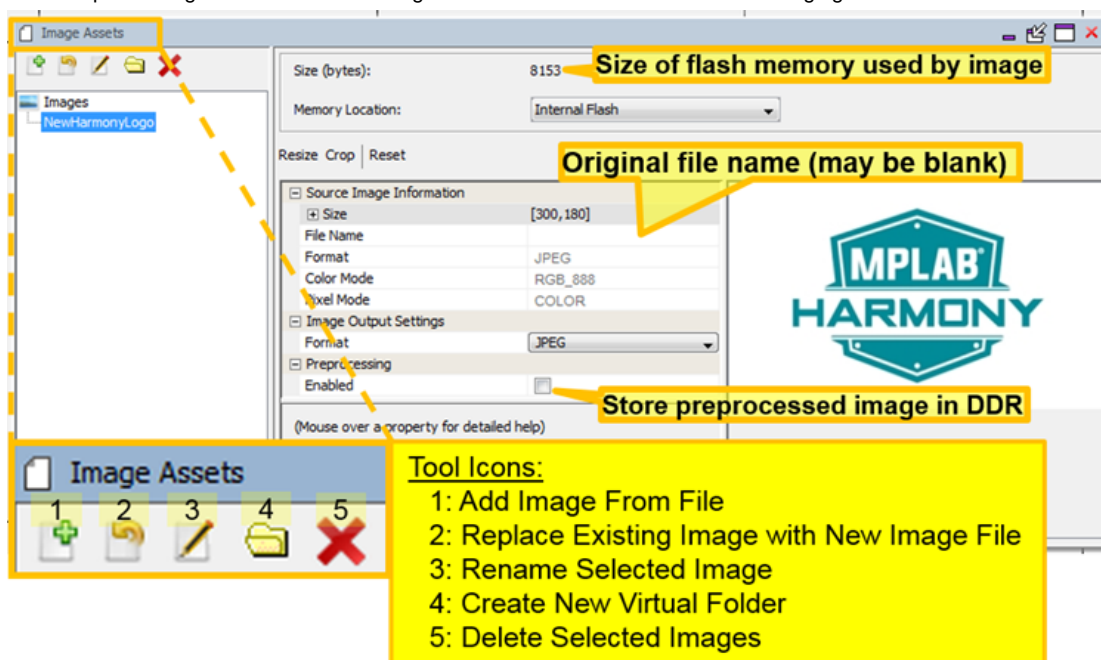 Image Assets
Size (bytes):
8153
Size of flash memory used by image
Images
NewHarmonyLogo
Memory Location:
Internal Flash
Resize Crop Reset
Original file name (may be blank)
Source Image Information
Size
[300,180]
File Name
Format
JPEG
Color Mode
RGB_888
Pixel Mode
COLOR
Image Output Settings
Format
JPEG
Preprocessing
Enabled
Store preprocessed image in DDR
(Mouse over a property for detailed help)
MPLAB®
HARMONY
Image Assets
1 2 3 4 5
Tool Icons:
1: Add Image From File
2: Replace Existing Image with New Image File
3: Rename Selected Image
4: Create New Virtual Folder
5: Delete Selected Images